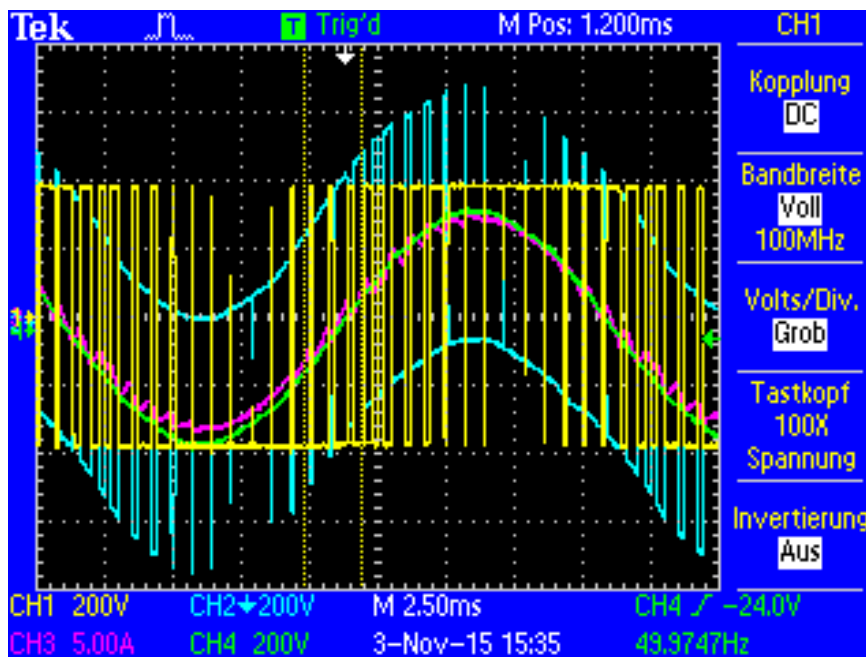 Tek T Trig'd M Pos: 1.200ms CH1
Kopplung
DC
Bandbreite
Voll
100MHz
Volts/Div.
Grob
Tastkopf
100X
Spannung
Invertierung
Aus
CH1 200V CH2 200V M 2.50ms CH4 -24.0V
CH3 5.00A CH4 200V 3-Nov-15 15:35 49.9747Hz